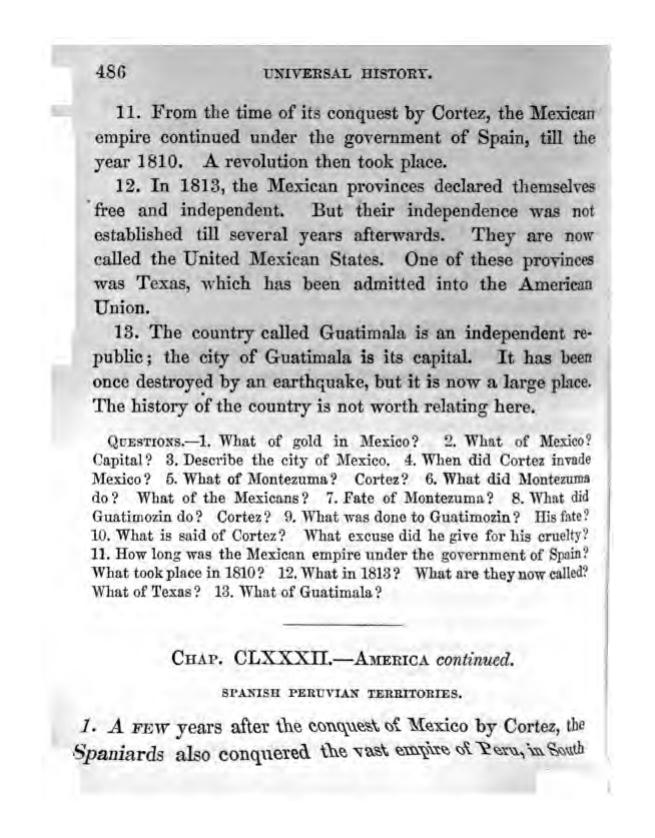 486 UNIVERSAL HISTORY.
11. From the time of its conquest by Cortez, the Mexican
empire continued under the government of Spain, till the
year 1810. A revolution then took place.
12. In 1813, the Mexican provinces declared themselves
free and independent. But their independence was not
established till several years afterwards. They are now
called the United Mexican States. One of these provinces
was Texas, which has been admitted into the American
Union.
13. The country called Guatimala is an independent re-
public; the city of Guatimala is its capital. It has been
once destroyed by an earthquake, but it is now a large place.
The history of the country is not worth relating here.
QUESTIONS.—1. What of gold in Mexico? 2. What of Mexico?
Capital? 3. Describe the city of Mexico. 4. When did Cortez invade
Mexico? 5. What of Montezuma? Cortez? 6. What did Montezuma
do? What of the Mexicans? 7. Fate of Montezuma? 8. What did
Guatimozin do? Cortez? 9. What was done to Guatimozin? His fate?
10. What is said of Cortez? What excuse did he give for his cruelty?
11. How long was the Mexican empire under the government of Spain?
What took place in 1810? 12. What in 1813? What are they now called?
What of Texas? 13. What of Guatimala?
CHAP. CLXXXII.—AMERICA continued.
SPANISH PERUVIAN TERRITORIES.
1. A FEW years after the conquest of Mexico by Cortez, the
Spaniards also conquered the vast empire of Peru, in South